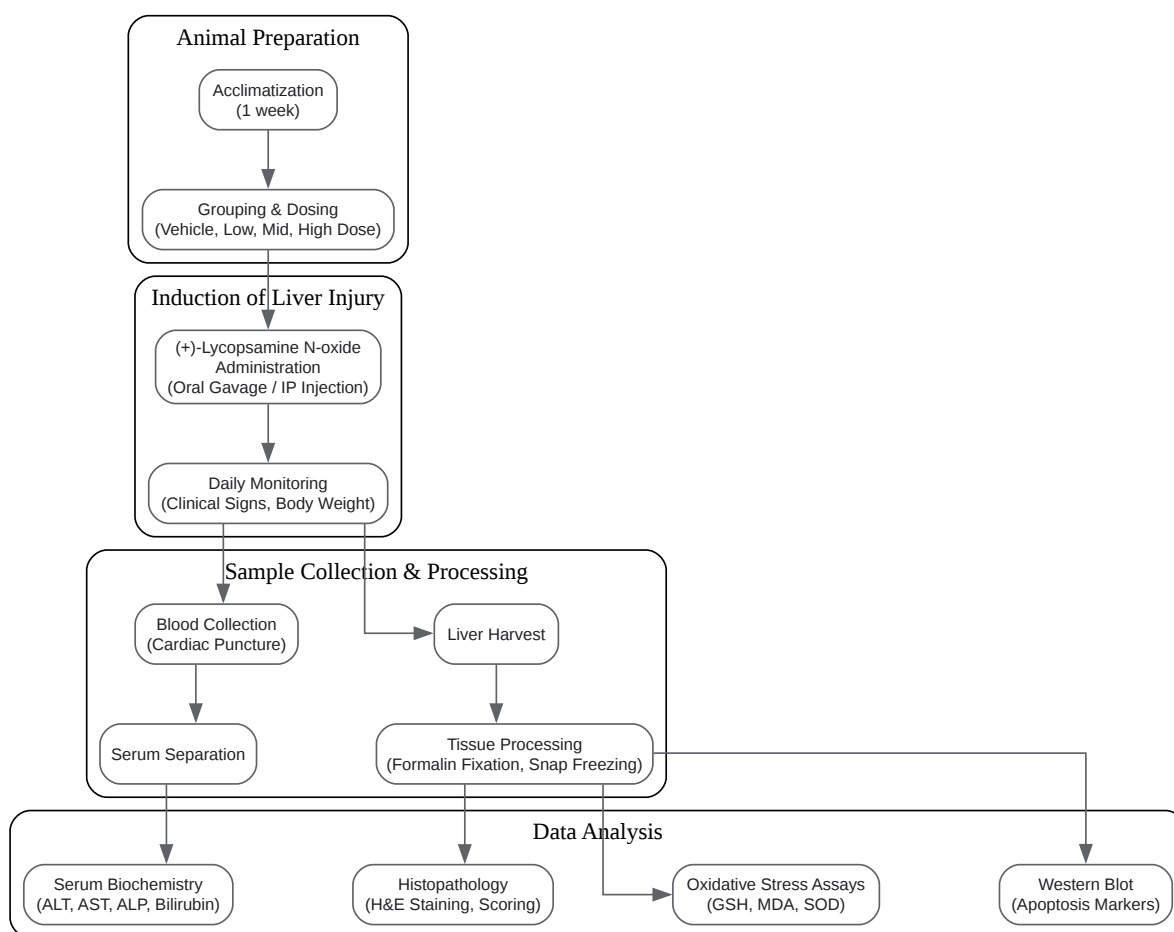 Animal Preparation
Acclimatization
(1 week)
Grouping & Dosing
(Vehicle, Low, Mid, High Dose)
Induction of Liver Injury
(+)-Lycopsamine N-oxide
Administration
(Oral Gavage / IP Injection)
Daily Monitoring
(Clinical Signs, Body Weight)
Sample Collection & Processing
Blood Collection
(Cardiac Puncture)
Liver Harvest
Serum Separation
Tissue Processing
(Formalin Fixation, Snap Freezing)
Data Analysis
Serum Biochemistry
(ALT, AST, ALP, Bilirubin)
Histopathology
(H&E Staining, Scoring)
Oxidative Stress Assays
(GSH, MDA, SOD)
Western Blot
(Apoptosis Markers)